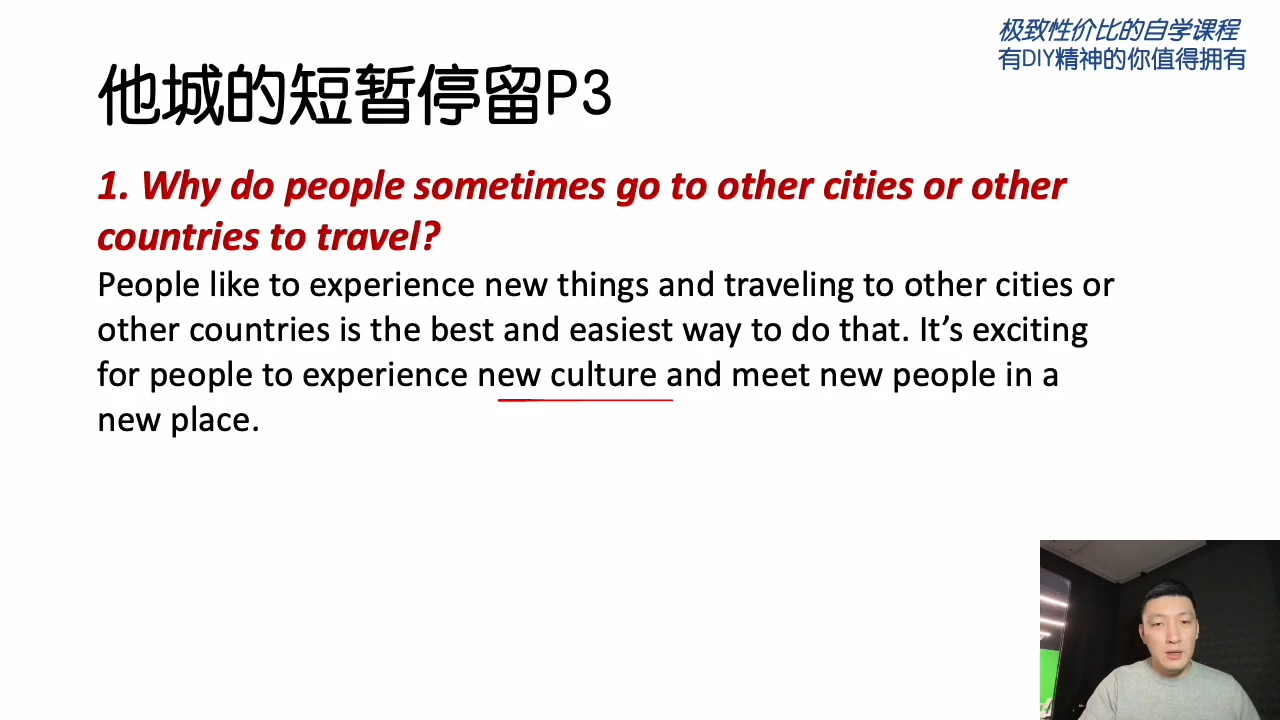 极致性价比的自学课程
有DIY精神的你值得拥有
他城的短暂停留P3
1. Why do people sometimes go to other cities or other
countries to travel?
People like to experience new things and traveling to other cities or
other countries is the best and easiest way to do that. It’s exciting
for people to experience new culture and meet new people in a
new place.